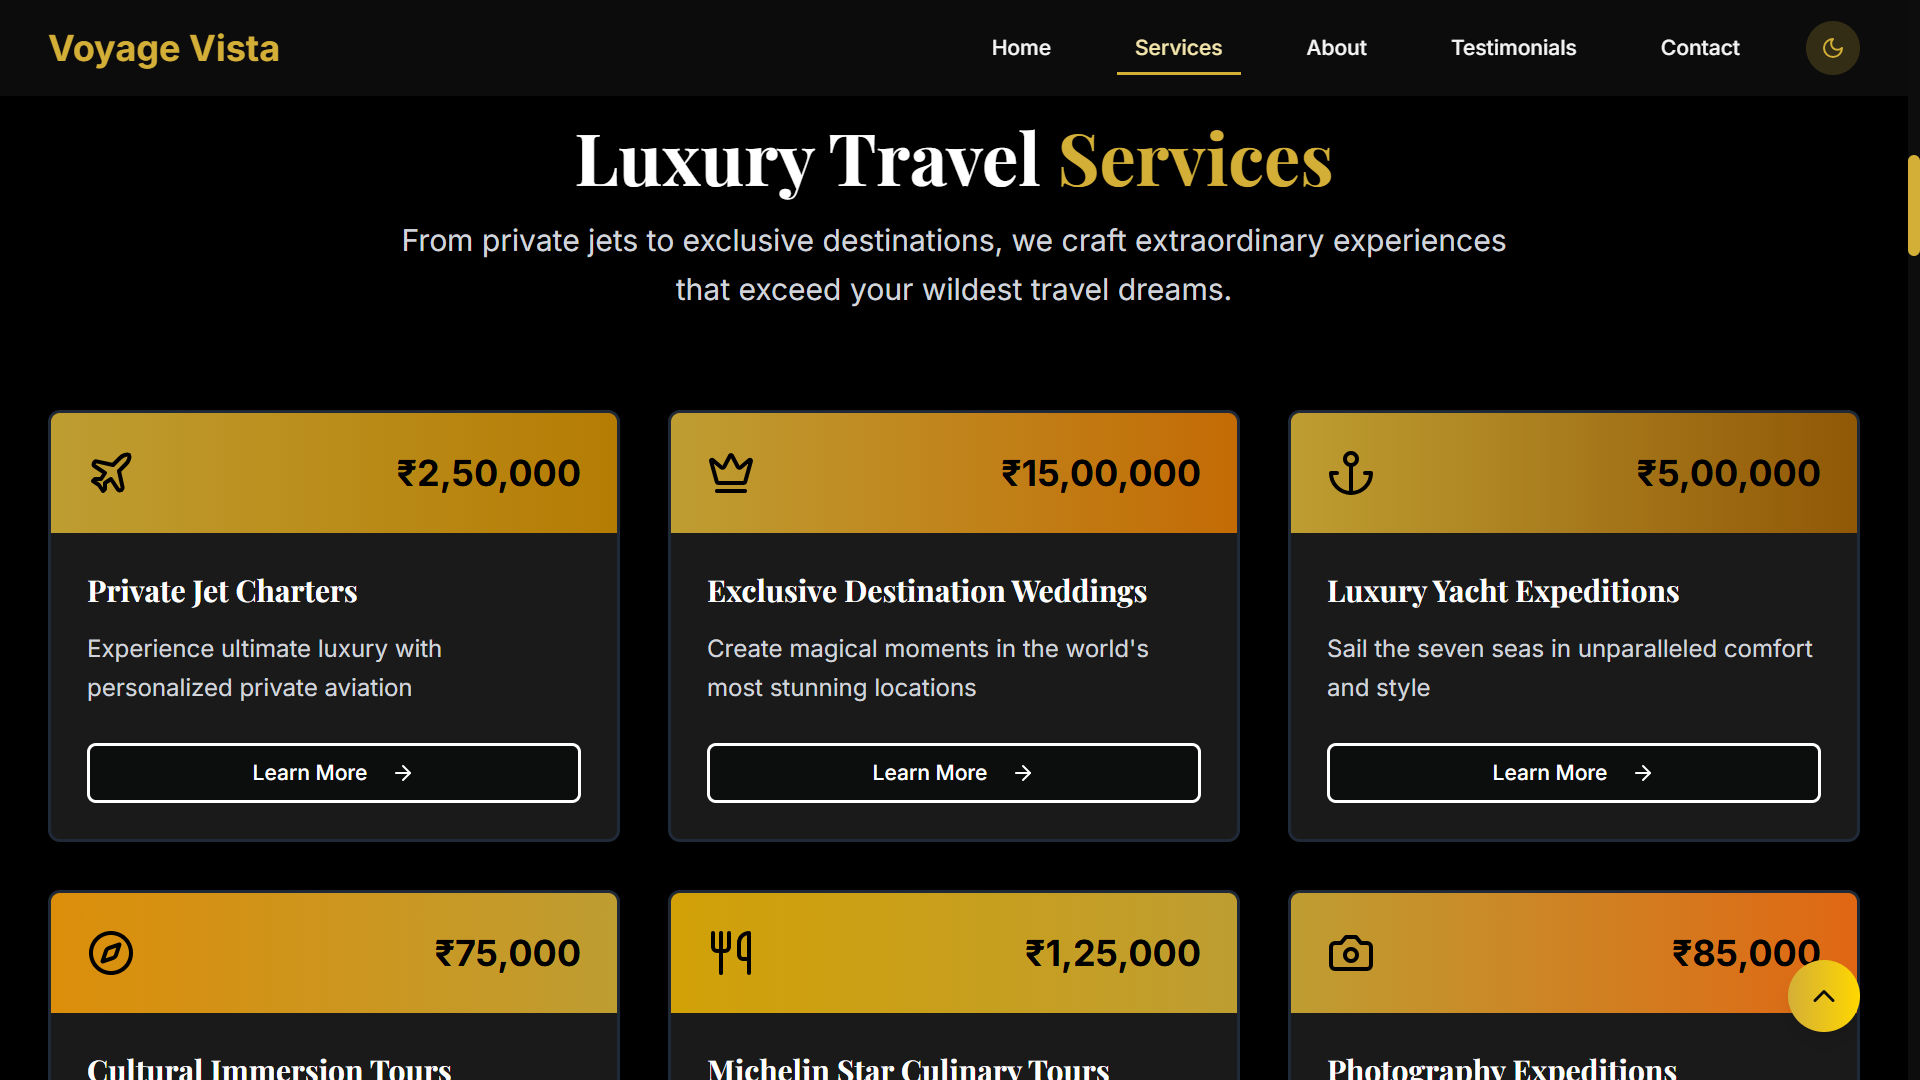 Voyage Vista
Home
Services
About
Testimonials
Contact
Luxury Travel Services
From private jets to exclusive destinations, we craft extraordinary experiences
that exceed your wildest travel dreams.
₹2,50,000
Private Jet Charters
Experience ultimate luxury with
personalized private aviation
Learn More
₹15,00,000
Exclusive Destination Weddings
Create magical moments in the world's
most stunning locations
Learn More
₹5,00,000
Luxury Yacht Expeditions
Sail the seven seas in unparalleled comfort
and style
Learn More
₹75,000
Cultural Immersion Tours
₹1,25,000
Michelin Star Culinary Tours
₹85,000
Photography Expeditions